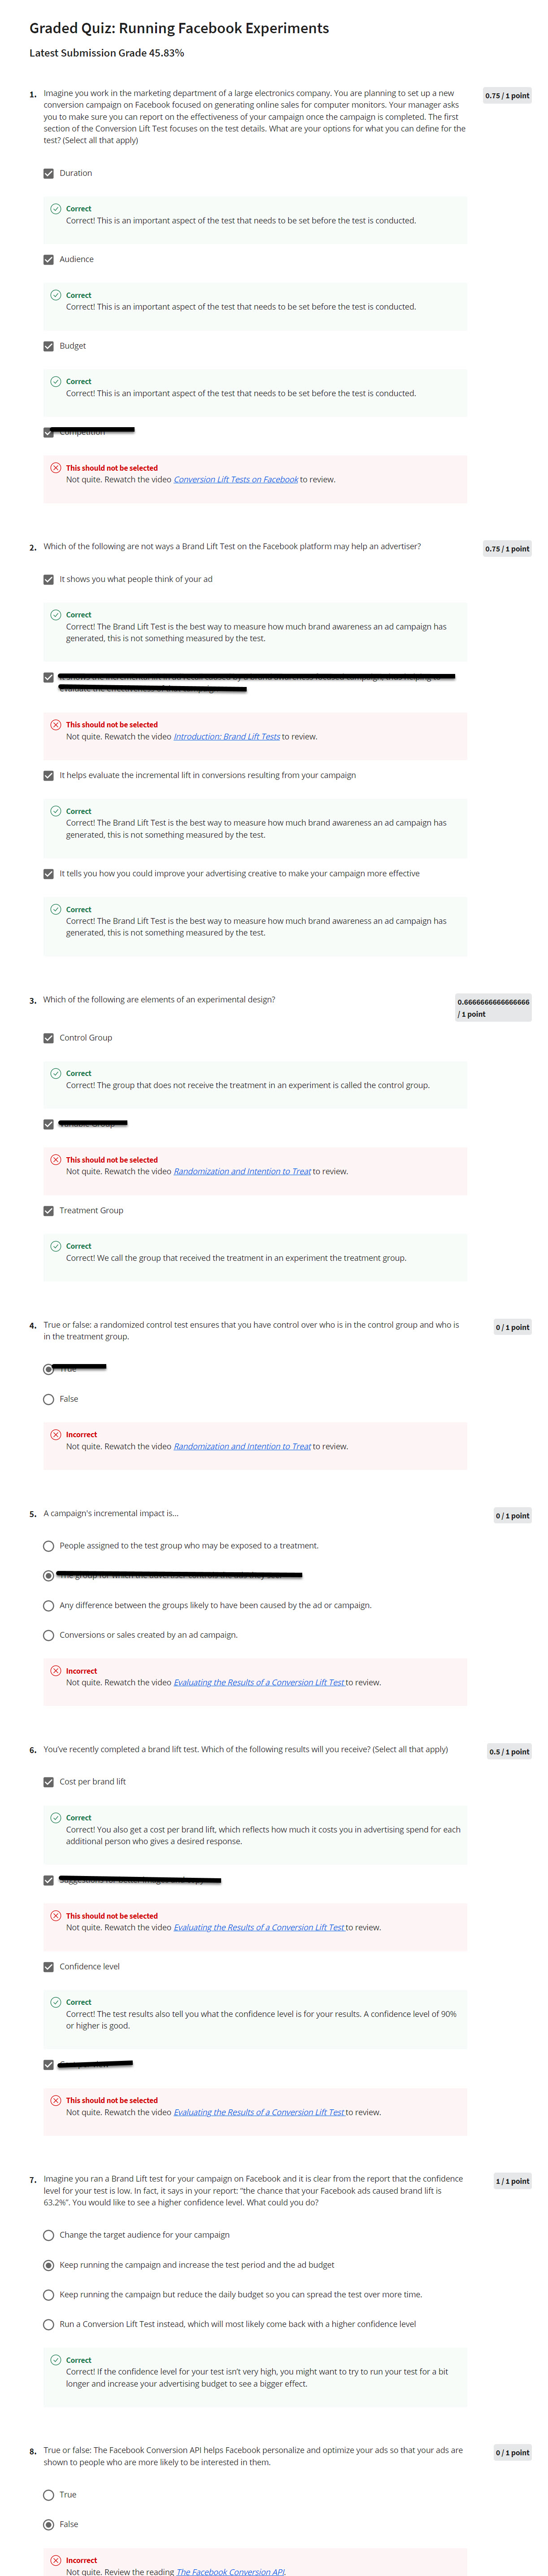 Graded Quiz: Running Facebook Experiments
Latest Submission Grade 45.83%
1. Imagine you work in the marketing department of a large electronics company. You are planning to set up a new
conversion campaign on Facebook focused on generating online sales for computer monitors. Your manager asks
you to make sure you can report on the effectiveness of your campaign once the campaign is completed. The first
section of the Conversion Lift Test focuses on the test details. What are your options for what you can define for the
test? (Select all that apply)
0.75 / 1 point
Duration
Correct
Correct! This is an important aspect of the test that needs to be set before the test is conducted.
Audience
Correct
Correct! This is an important aspect of the test that needs to be set before the test is conducted.
Budget
Correct
Correct! This is an important aspect of the test that needs to be set before the test is conducted.
Competition
This should not be selected
Not quite. Rewatch the video Conversion Lift Tests on Facebook to review.
2. Which of the following are not ways a Brand Lift Test on the Facebook platform may help an advertiser?
0.75 / 1 point
It shows you what people think of your ad
Correct
Correct! The Brand Lift Test is the best way to measure how much brand awareness an ad campaign has
generated, this is not something measured by the test.
This should not be selected
Not quite. Rewatch the video Introduction: Brand Lift Tests to review.
It helps evaluate the incremental lift in conversions resulting from your campaign
Correct
Correct! The Brand Lift Test is the best way to measure how much brand awareness an ad campaign has
generated, this is not something measured by the test.
It tells you how you could improve your advertising creative to make your campaign more effective
Correct
Correct! The Brand Lift Test is the best way to measure how much brand awareness an ad campaign has
generated, this is not something measured by the test.
3. Which of the following are elements of an experimental design?
0.6666666666666666
/ 1 point
Control Group
Correct
Correct! The group that does not receive the treatment in an experiment is called the control group.
This should not be selected
Not quite. Rewatch the video Randomization and Intention to Treat to review.
Treatment Group
Correct
Correct! We call the group that received the treatment in an experiment the treatment group.
4. True or false: a randomized control test ensures that you have control over who is in the control group and who is
in the treatment group.
0 / 1 point
True
False
Incorrect
Not quite. Rewatch the video Randomization and Intention to Treat to review.
5. A campaign's incremental impact is...
0 / 1 point
People assigned to the test group who may be exposed to a treatment.
Any difference between the groups likely to have been caused by the ad or campaign.
Conversions or sales created by an ad campaign.
Incorrect
Not quite. Rewatch the video Evaluating the Results of a Conversion Lift Test to review.
6. You've recently completed a brand lift test. Which of the following results will you receive? (Select all that apply)
0.5 / 1 point
Cost per brand lift
Correct
Correct! You also get a cost per brand lift, which reflects how much it costs you in advertising spend for each
additional person who gives a desired response.
This should not be selected
Not quite. Rewatch the video Evaluating the Results of a Conversion Lift Test to review.
Confidence level
Correct
Correct! The test results also tell you what the confidence level is for your results. A confidence level of 90%
or higher is good.
This should not be selected
Not quite. Rewatch the video Evaluating the Results of a Conversion Lift Test to review.
7. Imagine you ran a Brand Lift test for your campaign on Facebook and it is clear from the report that the confidence
level for your test is low. In fact, it says in your report: "the chance that your Facebook ads caused brand lift is
63.2%". You would like to see a higher confidence level. What could you do?
1 / 1 point
Change the target audience for your campaign
Keep running the campaign and increase the test period and the ad budget
Keep running the campaign but reduce the daily budget so you can spread the test over more time.
Run a Conversion Lift Test instead, which will most likely come back with a higher confidence level
Correct
Correct! If the confidence level for your test isn't very high, you might want to try to run your test for a bit
longer and increase your advertising budget to see a bigger effect.
8. True or false: The Facebook Conversion API helps Facebook personalize and optimize your ads so that your ads are
shown to people who are more likely to be interested in them.
0 / 1 point
True
False
Incorrect
Not quite. Review the reading The Facebook Conversion API.